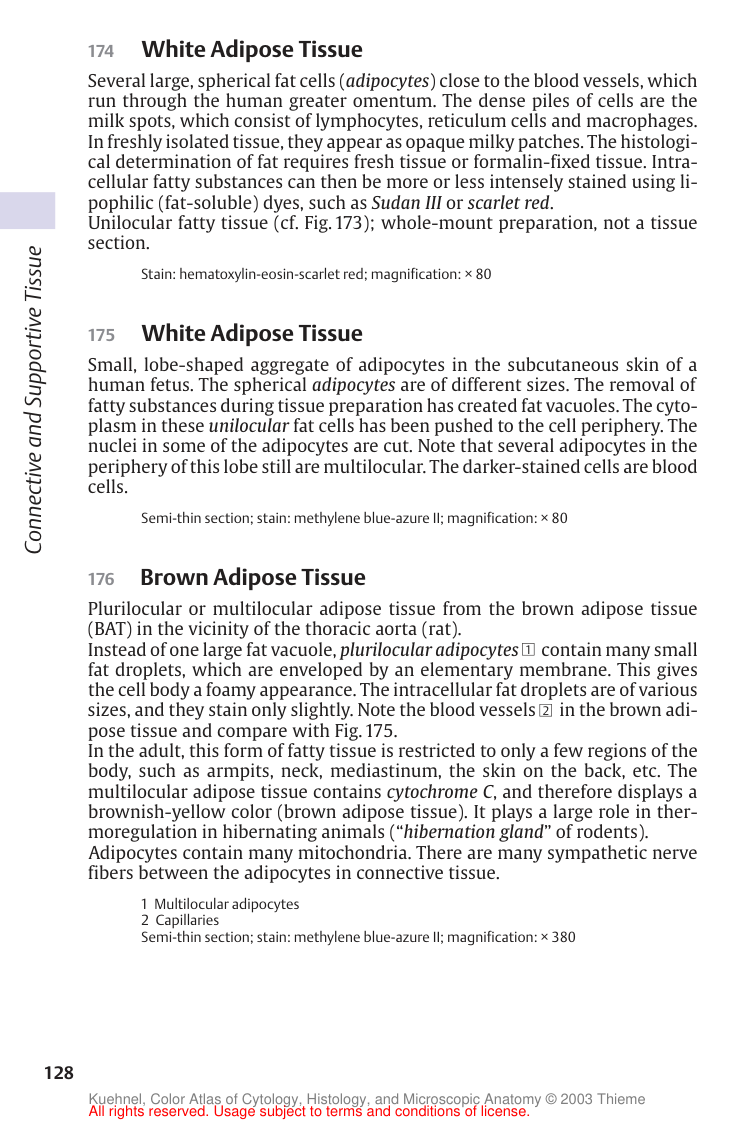 174 White Adipose Tissue
Several large, spherical fat cells (adipocytes) close to the blood vessels, which
run through the human greater omentum. The dense piles of cells are the
milk spots, which consist of lymphocytes, reticulum cells and macrophages.
In freshly isolated tissue, they appear as opaque milky patches. The histologi-
cal determination of fat requires fresh tissue or formalin-fixed tissue. Intra-
cellular fatty substances can then be more or less intensely stained using li-
pophilic (fat-soluble) dyes, such as Sudan III or scarlet red.
Unilocular fatty tissue (cf. Fig. 173); whole-mount preparation, not a tissue
section.
Stain: hematoxylin-eosin-scarlet red; magnification: × 80
175 White Adipose Tissue
Small, lobe-shaped aggregate of adipocytes in the subcutaneous skin of a
human fetus. The spherical adipocytes are of different sizes. The removal of
fatty substances during tissue preparation has created fat vacuoles. The cyto-
plasm in these unilocular fat cells has been pushed to the cell periphery. The
nuclei in some of the adipocytes are cut. Note that several adipocytes in the
periphery of this lobe still are multilocular. The darker-stained cells are blood
cells.
Semi-thin section; stain: methylene blue-azure II; magnification: × 80
176 Brown Adipose Tissue
Plurilocular or multilocular adipose tissue from the brown adipose tissue
(BAT) in the vicinity of the thoracic aorta (rat).
Instead of one large fat vacuole, plurilocular adipocytes 1 contain many small
fat droplets, which are enveloped by an elementary membrane. This gives
the cell body a foamy appearance. The intracellular fat droplets are of various
sizes, and they stain only slightly. Note the blood vessels 2 in the brown adi-
pose tissue and compare with Fig. 175.
In the adult, this form of fatty tissue is restricted to only a few regions of the
body, such as armpits, neck, mediastinum, the skin on the back, etc. The
multilocular adipose tissue contains cytochrome C, and therefore displays a
brownish-yellow color (brown adipose tissue). It plays a large role in ther-
moregulation in hibernating animals (“hibernation gland” of rodents).
Adipocytes contain many mitochondria. There are many sympathetic nerve
fibers between the adipocytes in connective tissue.
1 Multilocular adipocytes
2 Capillaries
Semi-thin section; stain: methylene blue-azure II; magnification: × 380
Connective and Supportive Tissue
128
Kuehnel, Color Atlas of Cytology, Histology, and Microscopic Anatomy © 2003 Thieme
All rights reserved. Usage subject to terms and conditions of license.